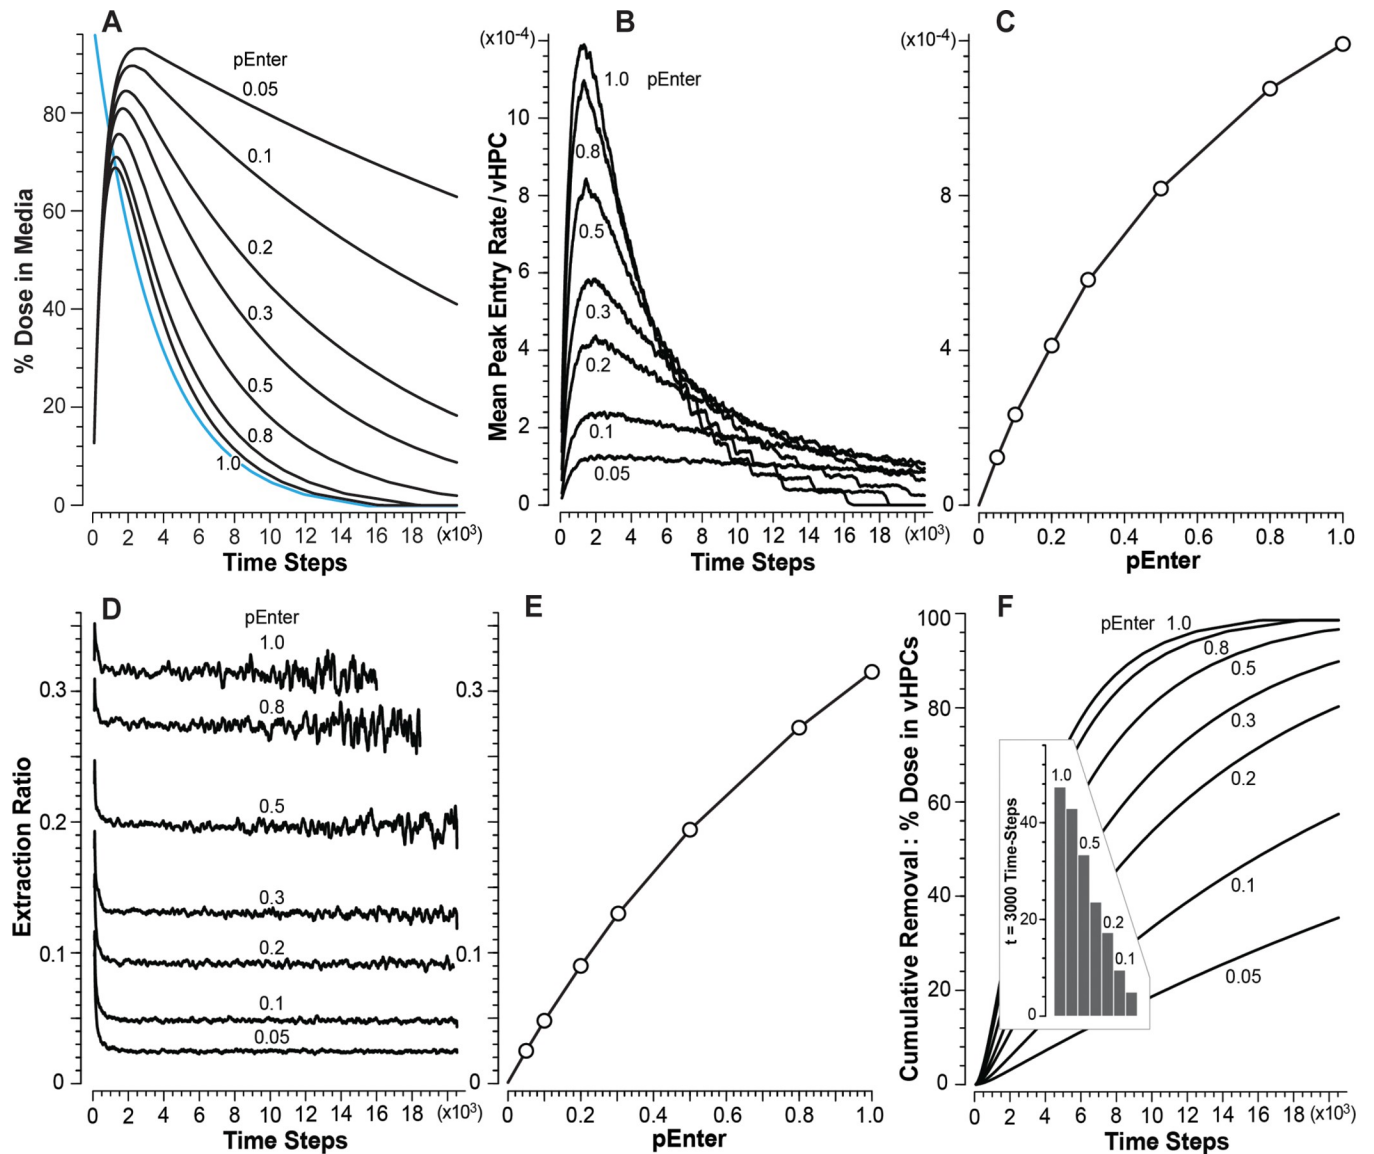 A
pEnter
0.05
0.1
0.2
0.3
0.5
0.8
1.0
% Dose in Media
80
60
40
20
0
0 2 4 6 8 10 12 14 16 18 (x10³)
Time Steps
B
(x10⁻⁴)
1.0 pEnter
0.8
0.5
0.3
0.2
0.1
0.05
Mean Peak Entry Rate / vHPC
10
8
6
4
2
0
0 2 4 6 8 10 12 14 16 18 (x10³)
Time Steps
C
(x10⁻⁴)
8
4
0
0 0.2 0.4 0.6 0.8 1.0
pEnter
D
pEnter
1.0
0.8
0.5
0.3
0.2
0.1
0.05
Extraction Ratio
0.3
0.2
0.1
0
0 2 4 6 8 10 12 14 16 18 (x10³)
Time Steps
E
0.3
0.1
0
0 0.2 0.4 0.6 0.8 1.0
pEnter
F
pEnter 1.0
0.8
0.5
0.3
0.2
0.1
0.05
Cumulative Removal : % Dose in vHPCs
100
80
60
40
20
0
t = 3000 Time-Steps
40
20
0
1.0
0.5
0.2
0.1
0 2 4 6 8 10 12 14 16 18 (x10³)
Time Steps